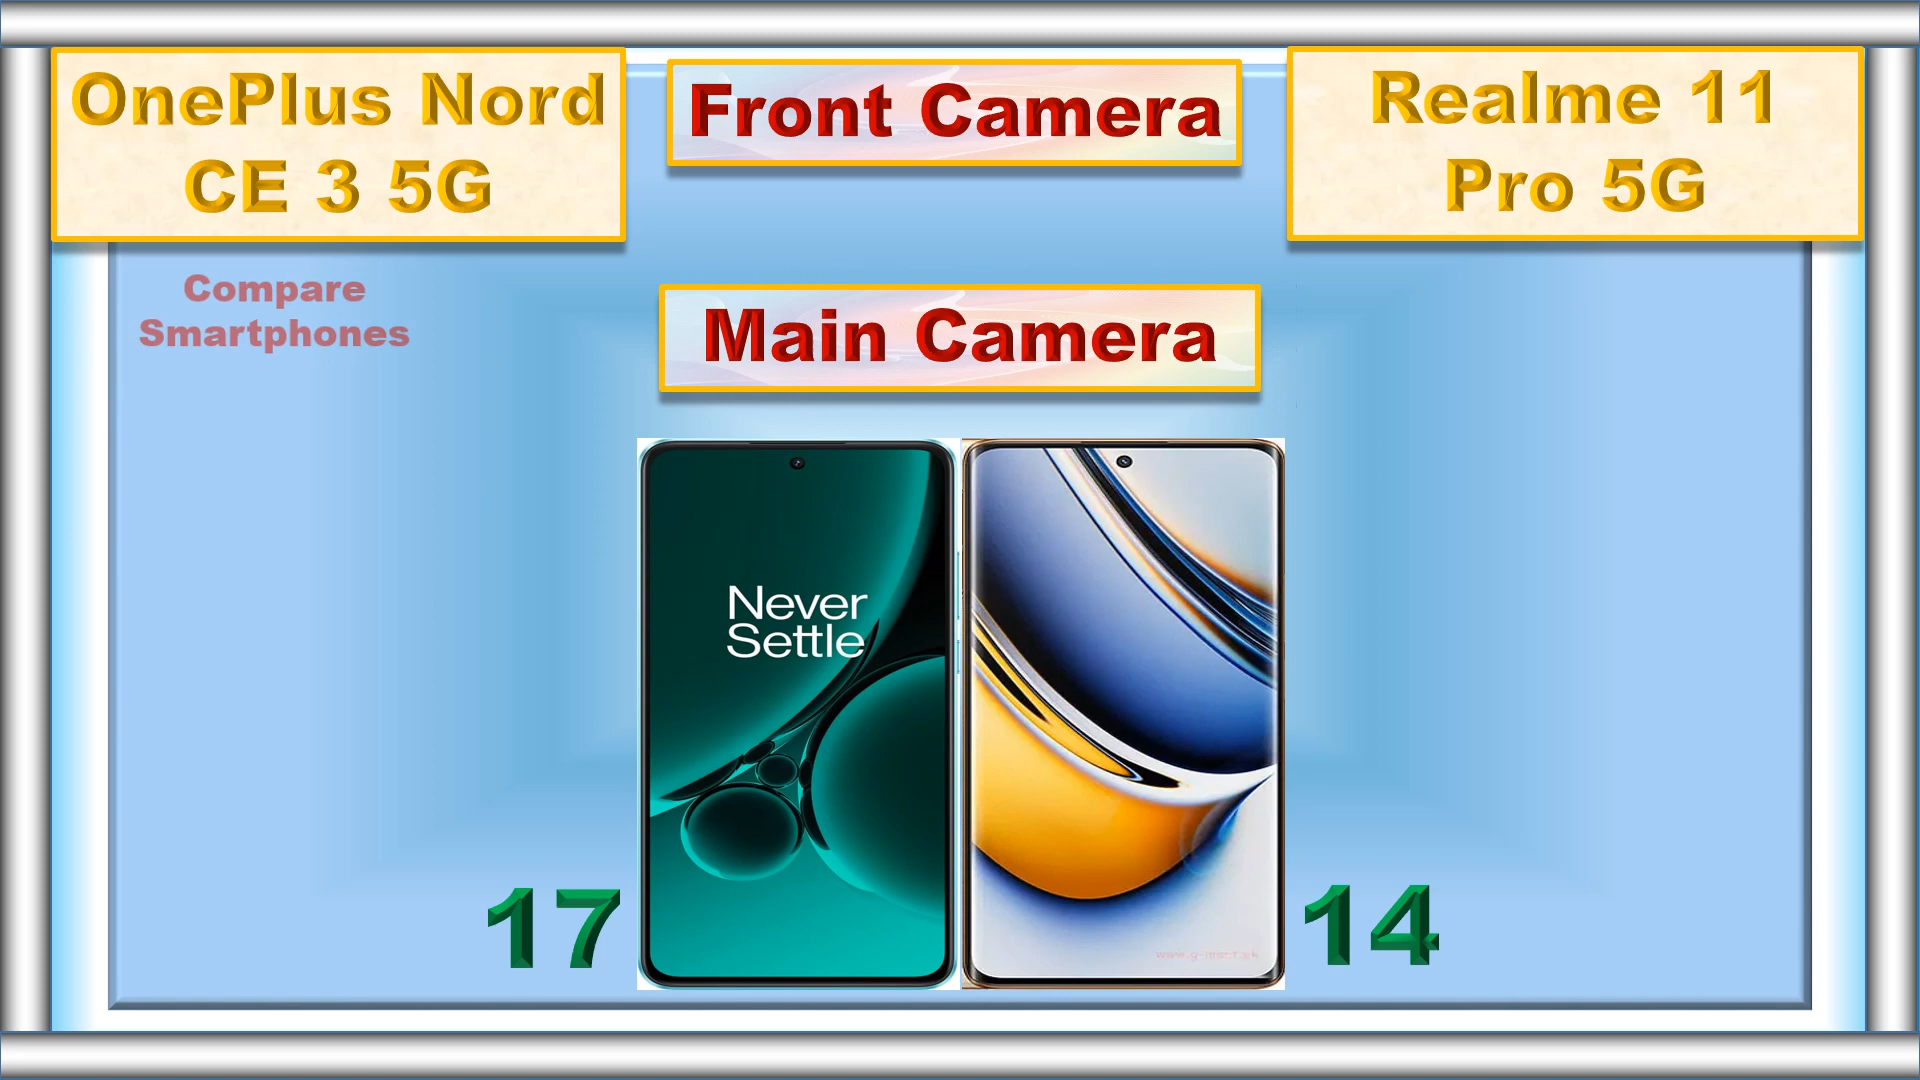 OnePlus Nord
CE 3 5G
Front Camera
Realme 11
Pro 5G
Compare
Smartphones
Main Camera
Never
Settle
17
14